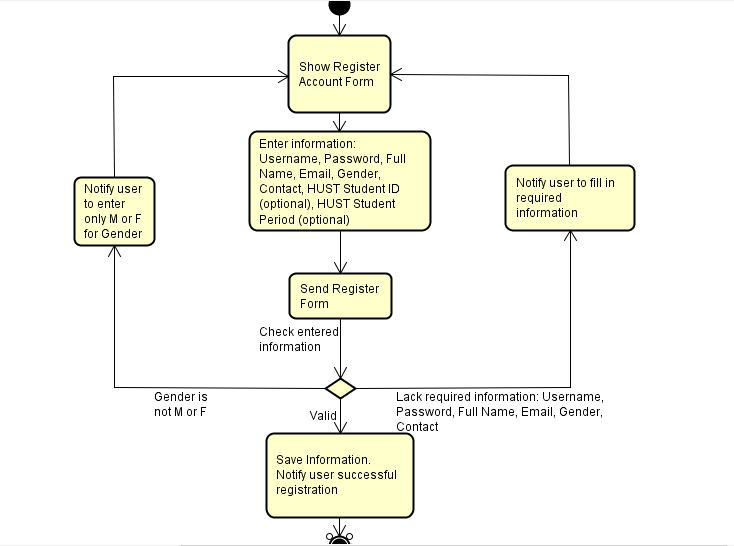 Show Register
Account Form
Enter information:
Username, Password, Full
Name, Email, Gender,
Contact, HUST Student ID
(optional), HUST Student
Period (optional)
Notify user
to enter
only M or F
for Gender
Notify user to fill in
required
information
Send Register
Form
Check entered
information
Gender is
not M or F
Lack required information: Username,
Password, Full Name, Email, Gender,
Contact
Valid
Save Information.
Notify user successful
registration